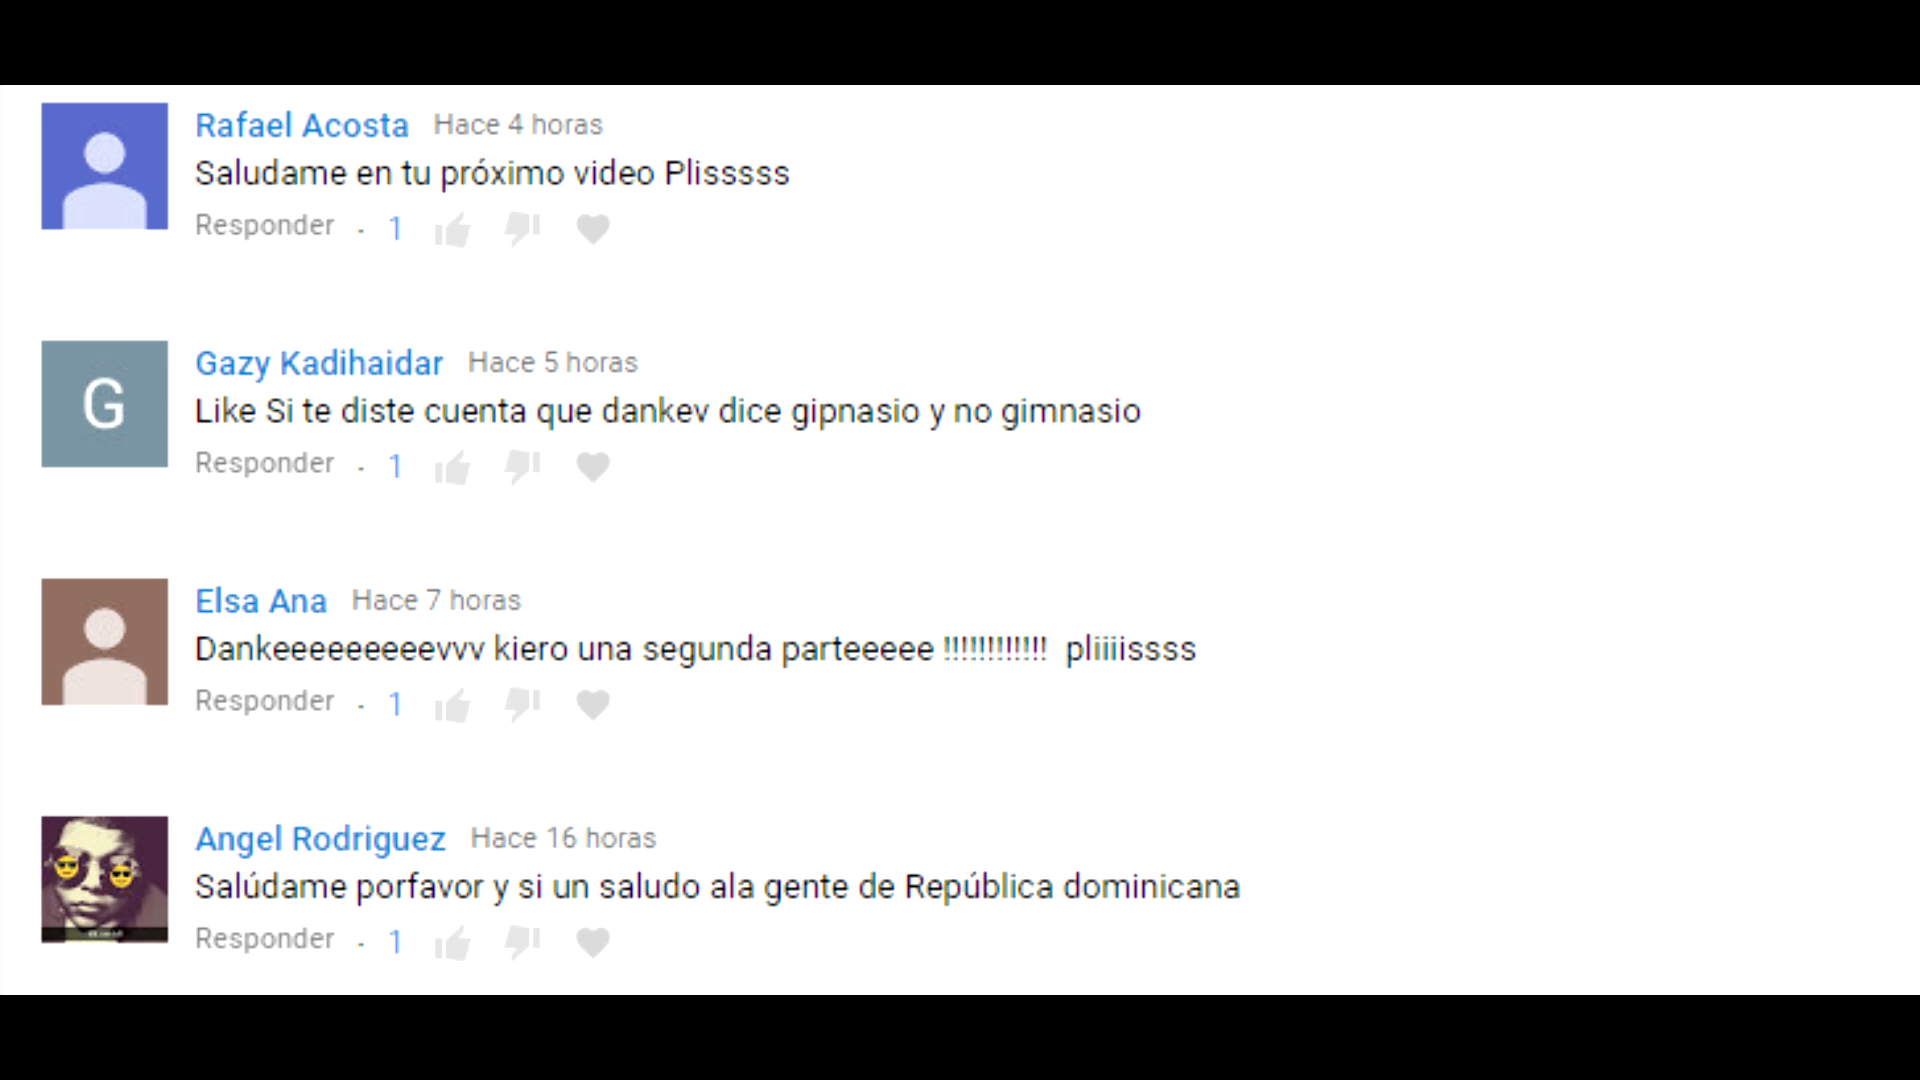 Rafael Acosta Hace 4 horas
Saludame en tu próximo video Plisssss
Responder . 1
G
Gazy Kadihaidar Hace 5 horas
Like Si te diste cuenta que dankev dice gipnasio y no gimnasio
Responder . 1
Elsa Ana Hace 7 horas
Dankeeeeeeeeevvv kiero una segunda parteeeee !!!!!!!!!!!! pliiiissss
Responder . 1
Angel Rodriguez Hace 16 horas
Salúdame porfavor y si un saludo ala gente de República dominicana
Responder . 1